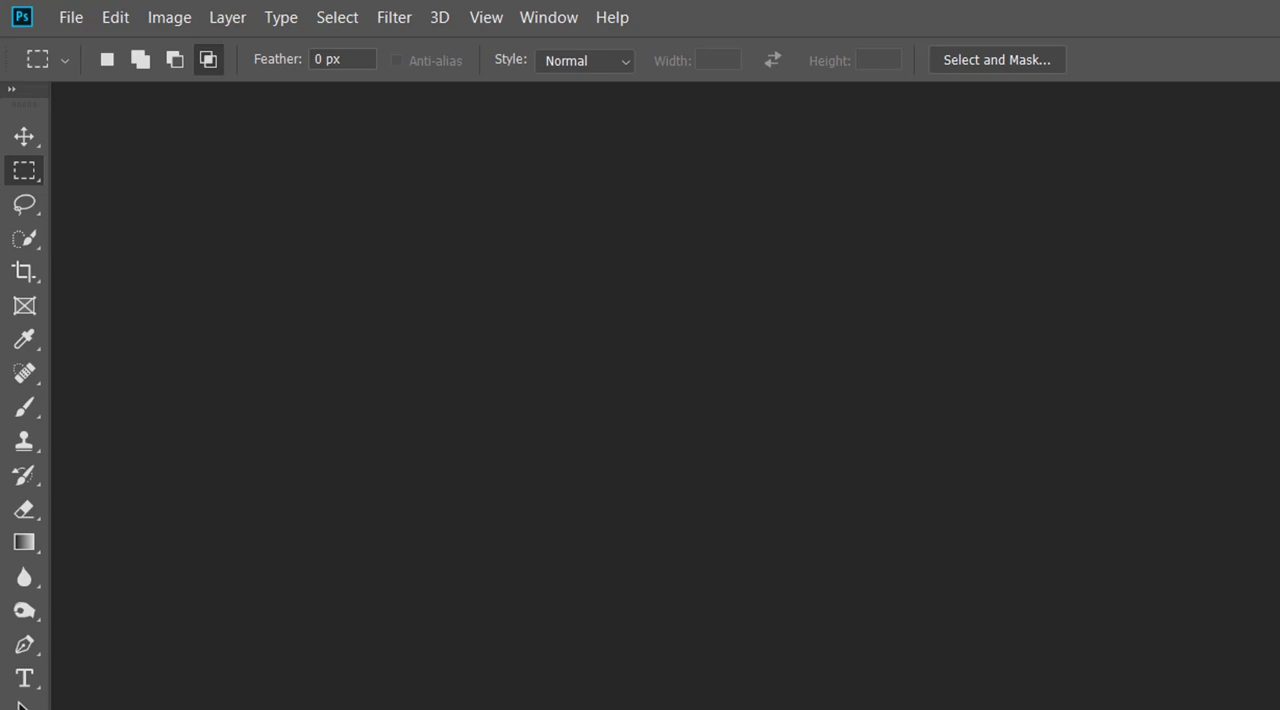 Ps File Edit Image Layer Type Select Filter 3D View Window Help
Feather: 0 px Anti-alias Style: Normal Width: Height: Select and Mask...
T